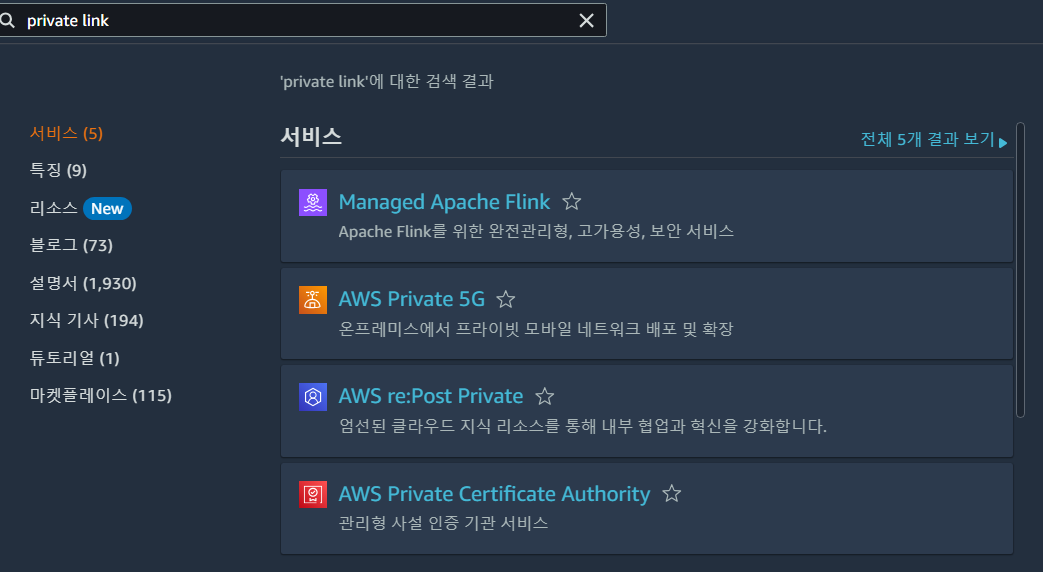 private link
'private link'에 대한 검색 결과
서비스 (5)
특징 (9)
리소스 New
블로그 (73)
설명서 (1,930)
지식 기사 (194)
튜토리얼 (1)
마켓플레이스 (115)
서비스
전체 5개 결과 보기
Managed Apache Flink
Apache Flink를 위한 완전관리형, 고가용성, 보안 서비스
AWS Private 5G
온프레미스에서 프라이빗 모바일 네트워크 배포 및 확장
AWS re:Post Private
엄선된 클라우드 지식 리소스를 통해 내부 협업과 혁신을 강화합니다.
AWS Private Certificate Authority
관리형 사설 인증 기관 서비스